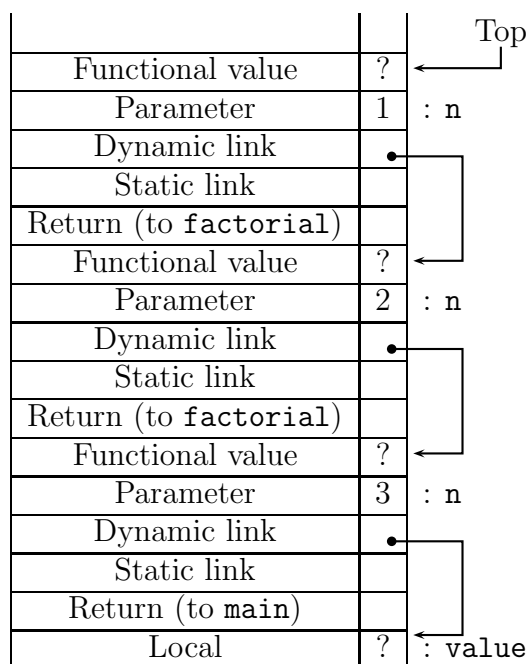 Top
Functional value ?
Parameter 1 : n
Dynamic link
Static link
Return (to factorial)
Functional value ?
Parameter 2 : n
Dynamic link
Static link
Return (to factorial)
Functional value ?
Parameter 3 : n
Dynamic link
Static link
Return (to main)
Local ? : value